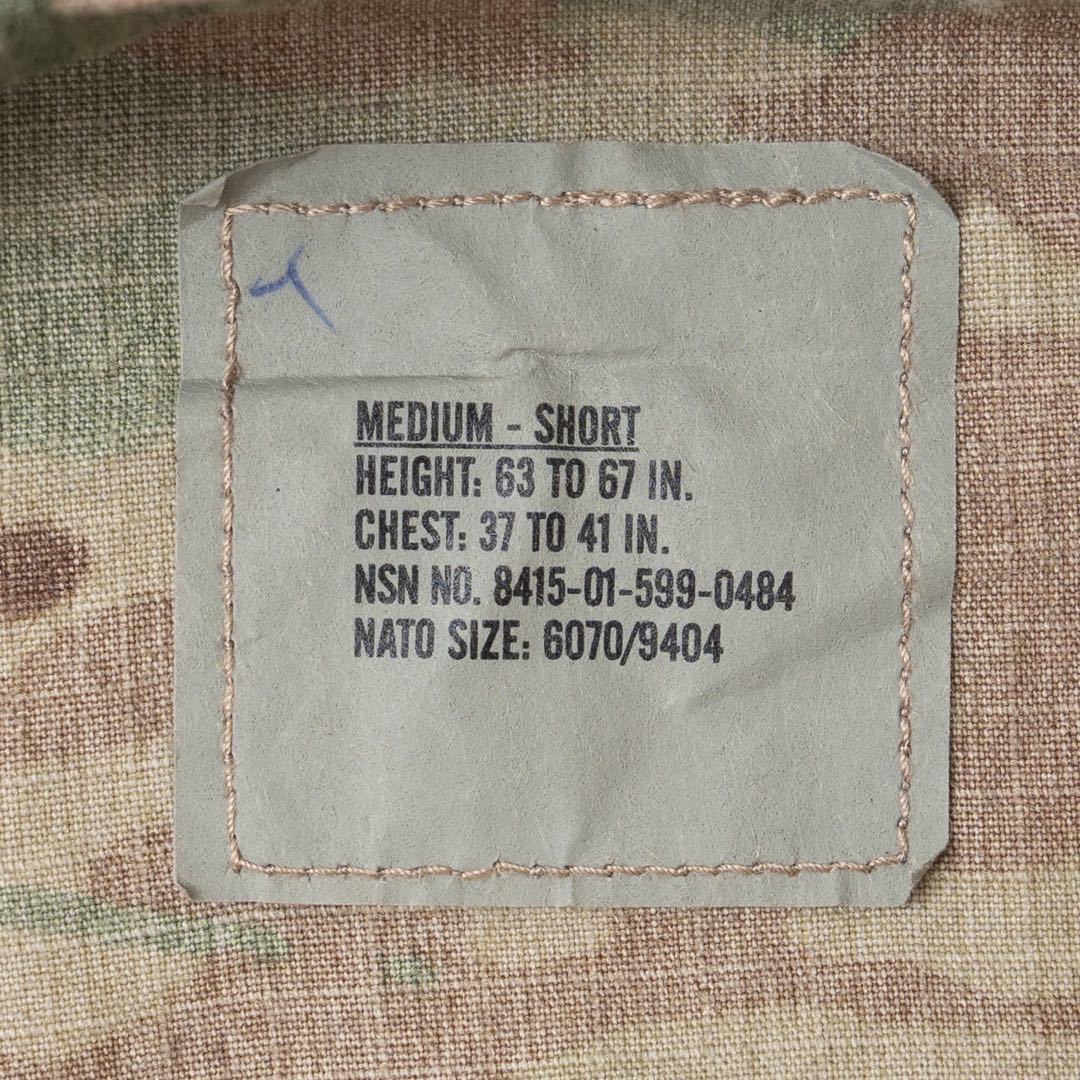 MEDIUM - SHORT
HEIGHT: 63 TO 67 IN.
CHEST: 37 TO 41 IN.
NSN NO. 8415-01-599-0484
NATO SIZE: 6070/9404